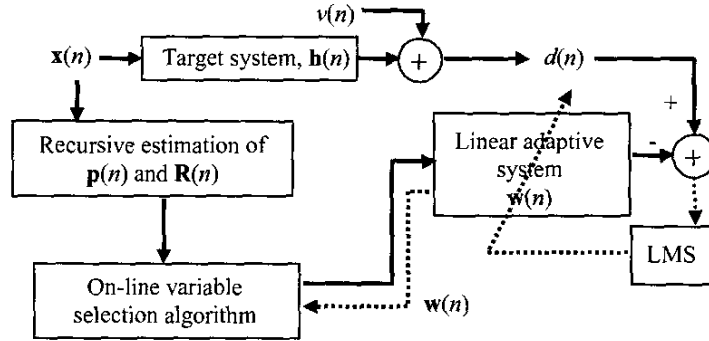 v(n)
x(n)
Target system, h(n)
+
d(n)
+
Recursive estimation of
p(n) and R(n)
Linear adaptive
system
w(n)
-
+
On-line variable
selection algorithm
w(n)
LMS